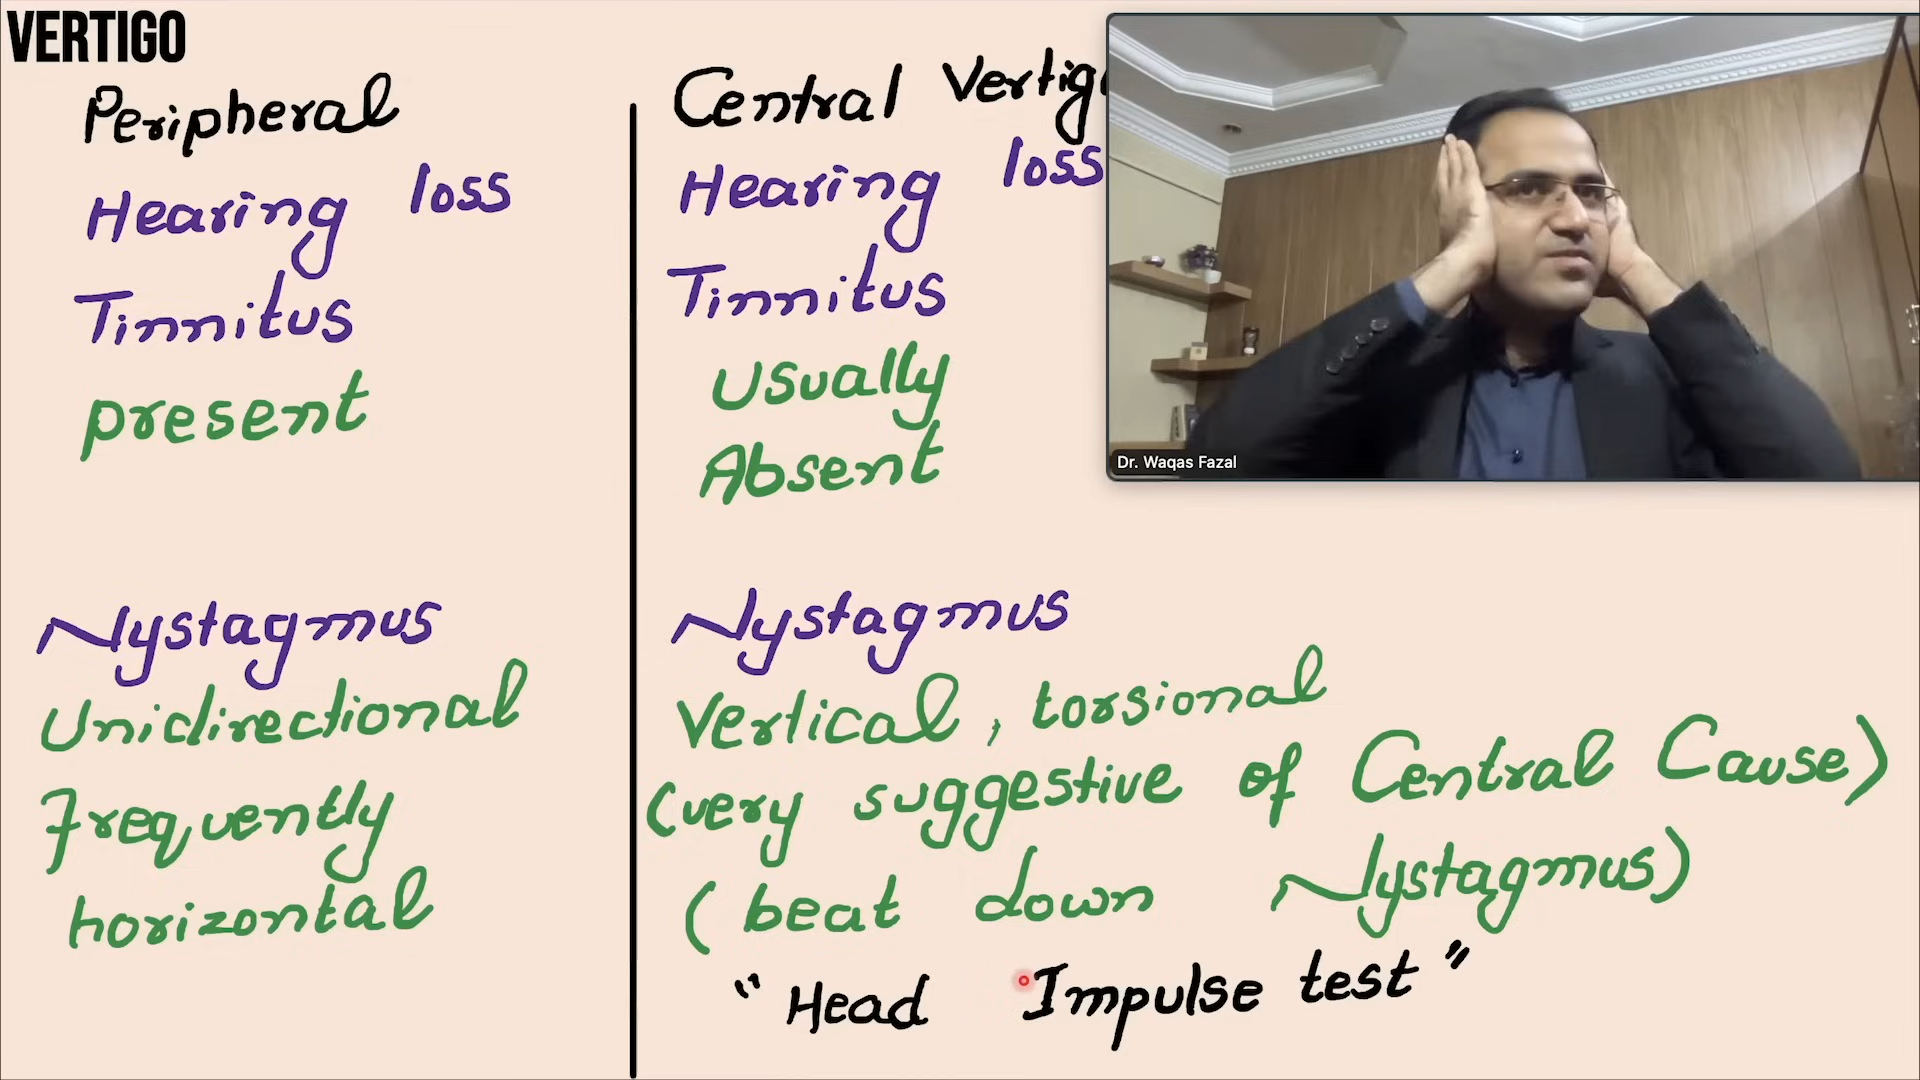 VERTIGO
Peripheral
Hearing loss
Tinnitus
present
Nystagmus
Unidirectional
Frequently
horizontal
Central Vertigo
Hearing loss
Tinnitus
Usually
Absent
Nystagmus
Vertical, torsional
(very suggestive of Central Cause)
(beat down Nystagmus)
"Head Impulse test"
Dr. Waqas Fazal